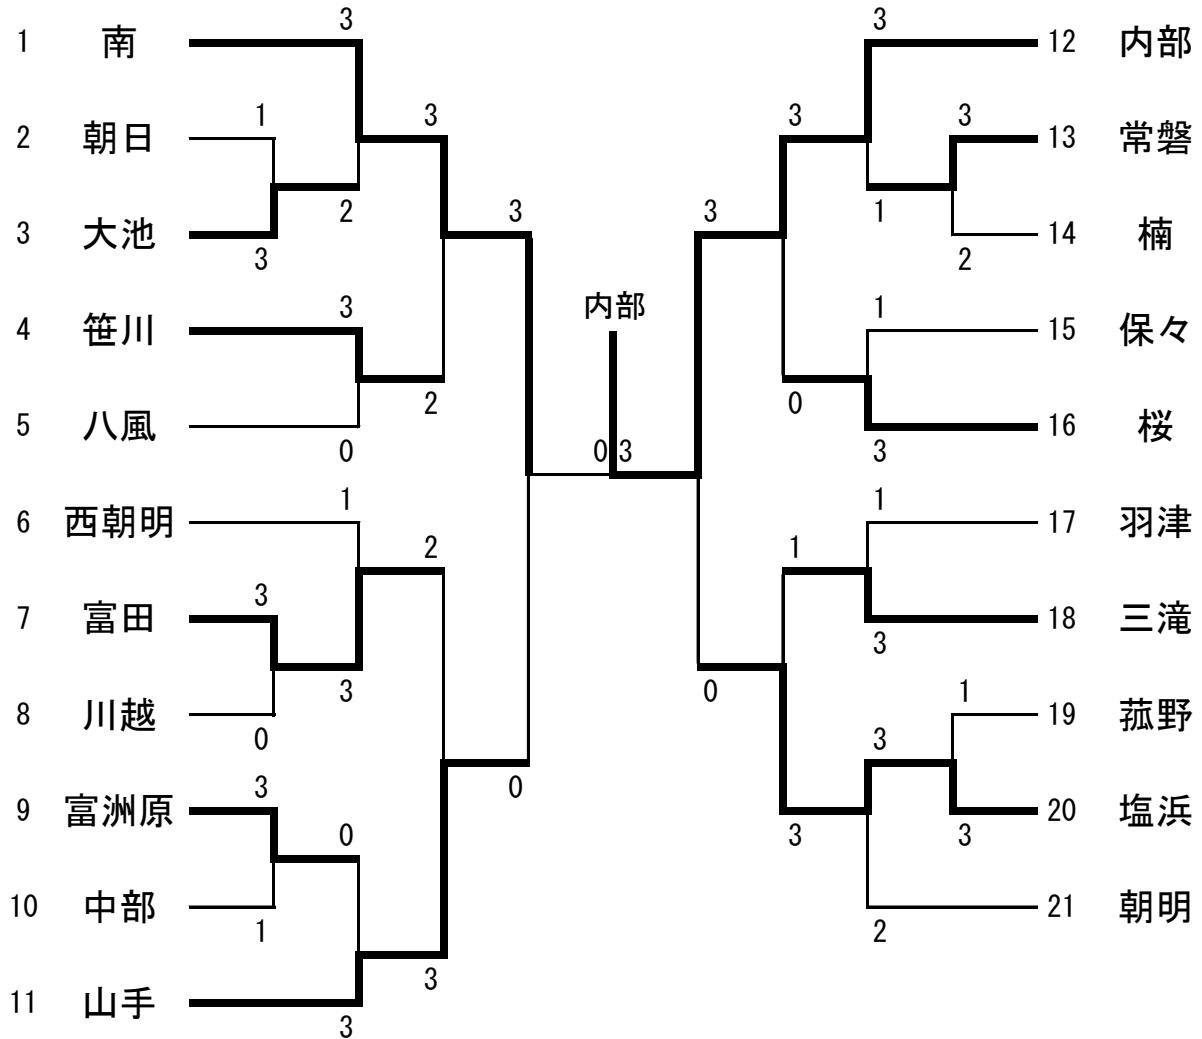 3 3
1 南 12 内部
1 3 3 3
2 朝日 13 常磐
2 3 3 1
3 大池 14 楠
3 2
3 内部 1
4 笹川 15 保々
2 0
5 八風 16 桜
0 0 3 3
1 1
6 西朝明 17 羽津
2 1
3
7 富田 18 三滝
3
3 0
8 川越 1 19 菰野
0 3
3 0
9 富洲原 20 塩浜
0 3 3
10 中部 21 朝明
1 2
3
11 山手
3